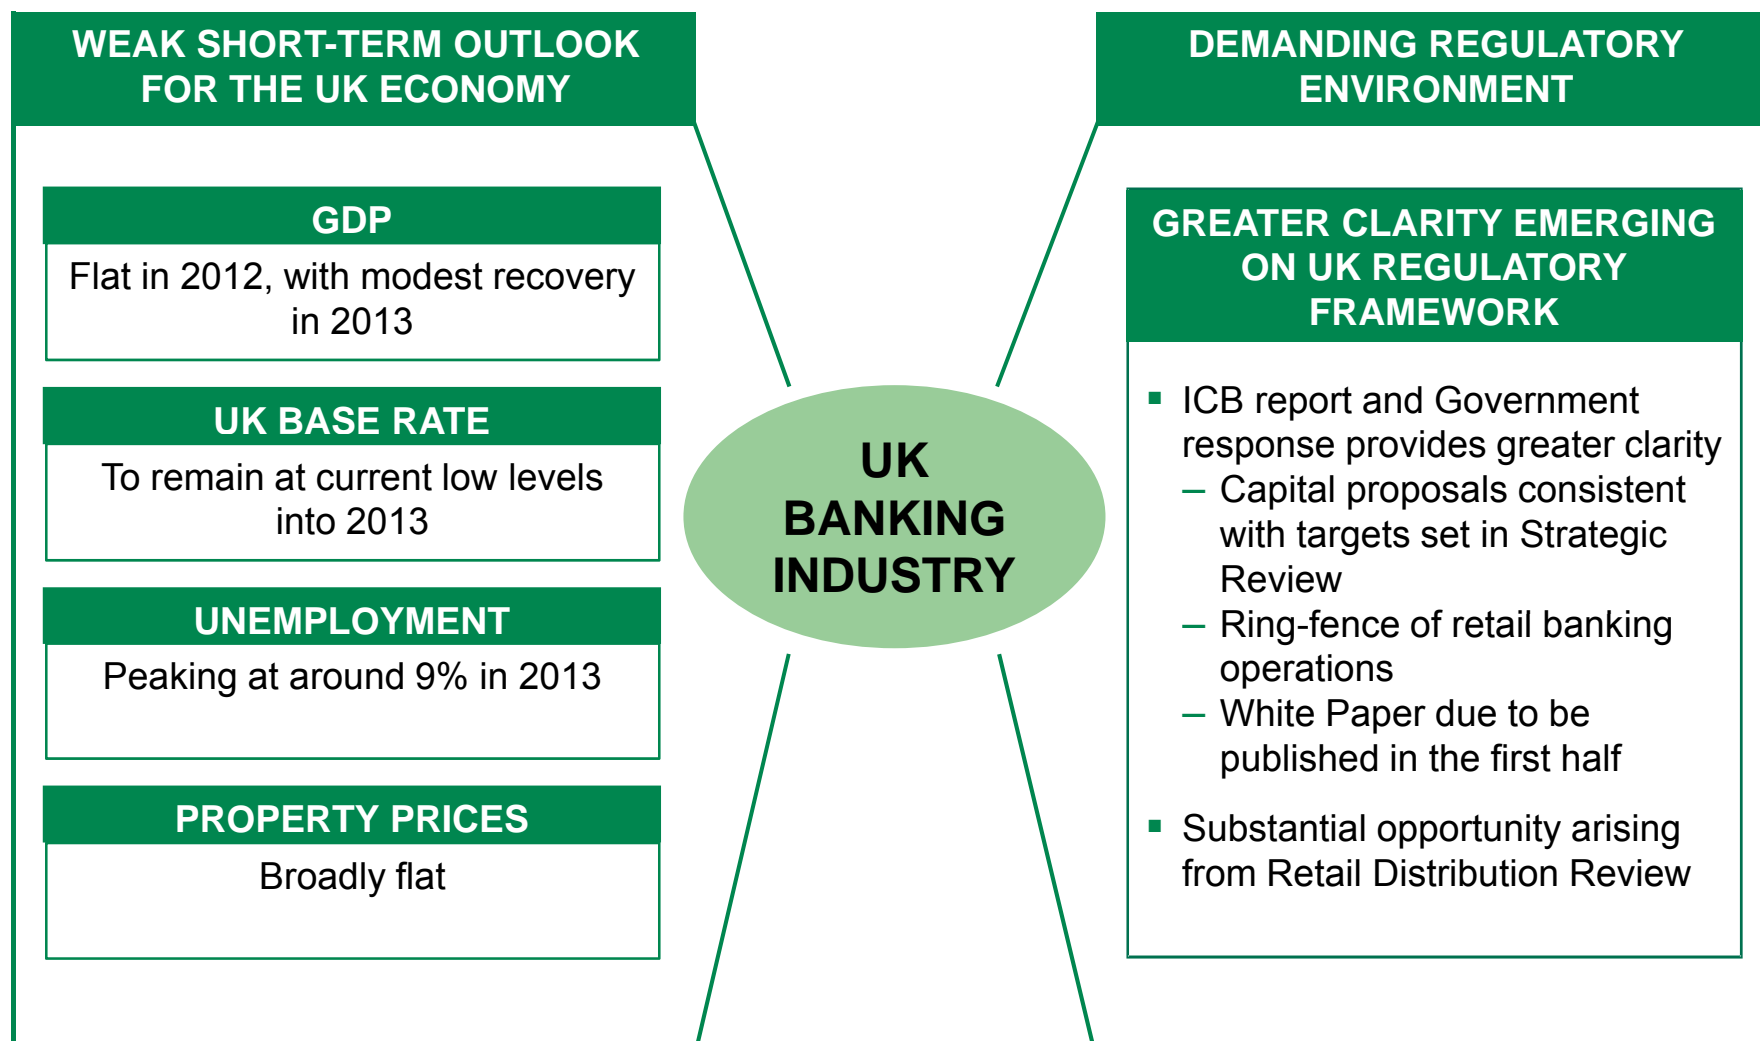 WEAK SHORT-TERM OUTLOOK
FOR THE UK ECONOMY
GDP
Flat in 2012, with modest recovery
in 2013
UK BASE RATE
To remain at current low levels
into 2013
UNEMPLOYMENT
Peaking at around 9% in 2013
PROPERTY PRICES
Broadly flat
UK
BANKING
INDUSTRY
DEMANDING REGULATORY
ENVIRONMENT
GREATER CLARITY EMERGING
ON UK REGULATORY
FRAMEWORK
▪ ICB report and Government
response provides greater clarity
– Capital proposals consistent
with targets set in Strategic
Review
– Ring-fence of retail banking
operations
– White Paper due to be
published in the first half
▪ Substantial opportunity arising
from Retail Distribution Review